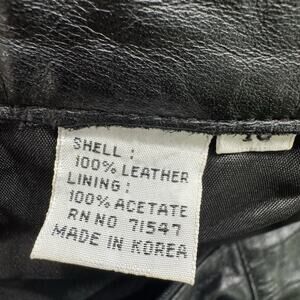 SHELL :
100% LEATHER
LINING :
100% ACETATE
RN NO 71547
MADE IN KOREA